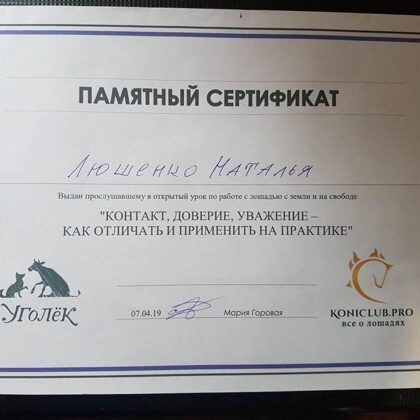 ПАМЯТНЫЙ СЕРТИФИКАТ
Люшенко Наталья
Выдан прослушавшему в открытый урок по работе с лошадью с земли и на свободе
"КОНТАКТ, ДОВЕРИЕ, УВАЖЕНИЕ –
КАК ОТЛИЧАТЬ И ПРИМЕНИТЬ НА ПРАКТИКЕ"
УГОЛЁК
07.04.19
Мария Горовая
KONICLUB.PRO
все о лошадях